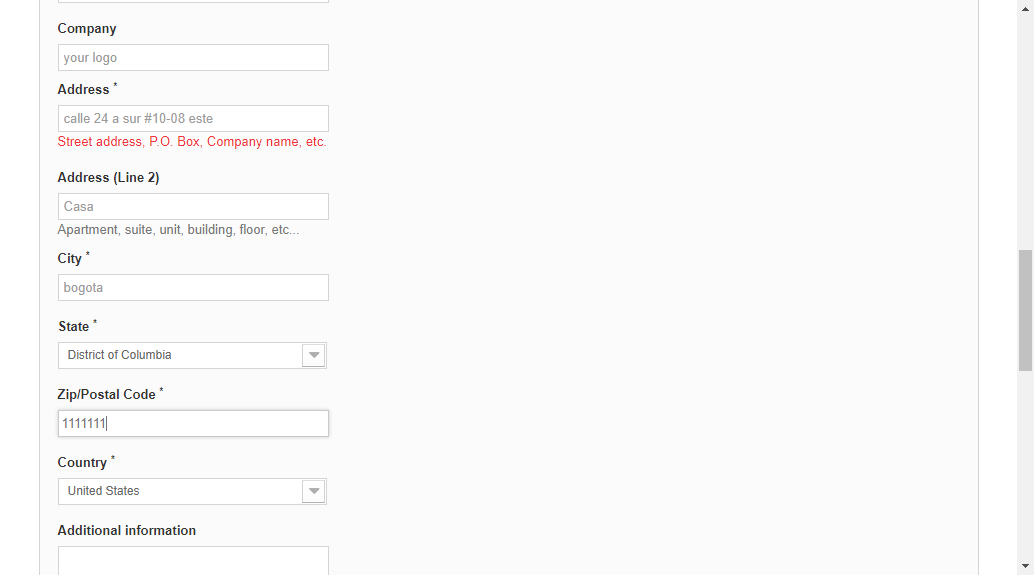 Company
your logo
Address *
calle 24 a sur #10-08 este
Street address, P.O. Box, Company name, etc.
Address (Line 2)
Casa
Apartment, suite, unit, building, floor, etc...
City *
bogota
State *
District of Columbia
Zip/Postal Code *
1111111
Country *
United States
Additional information